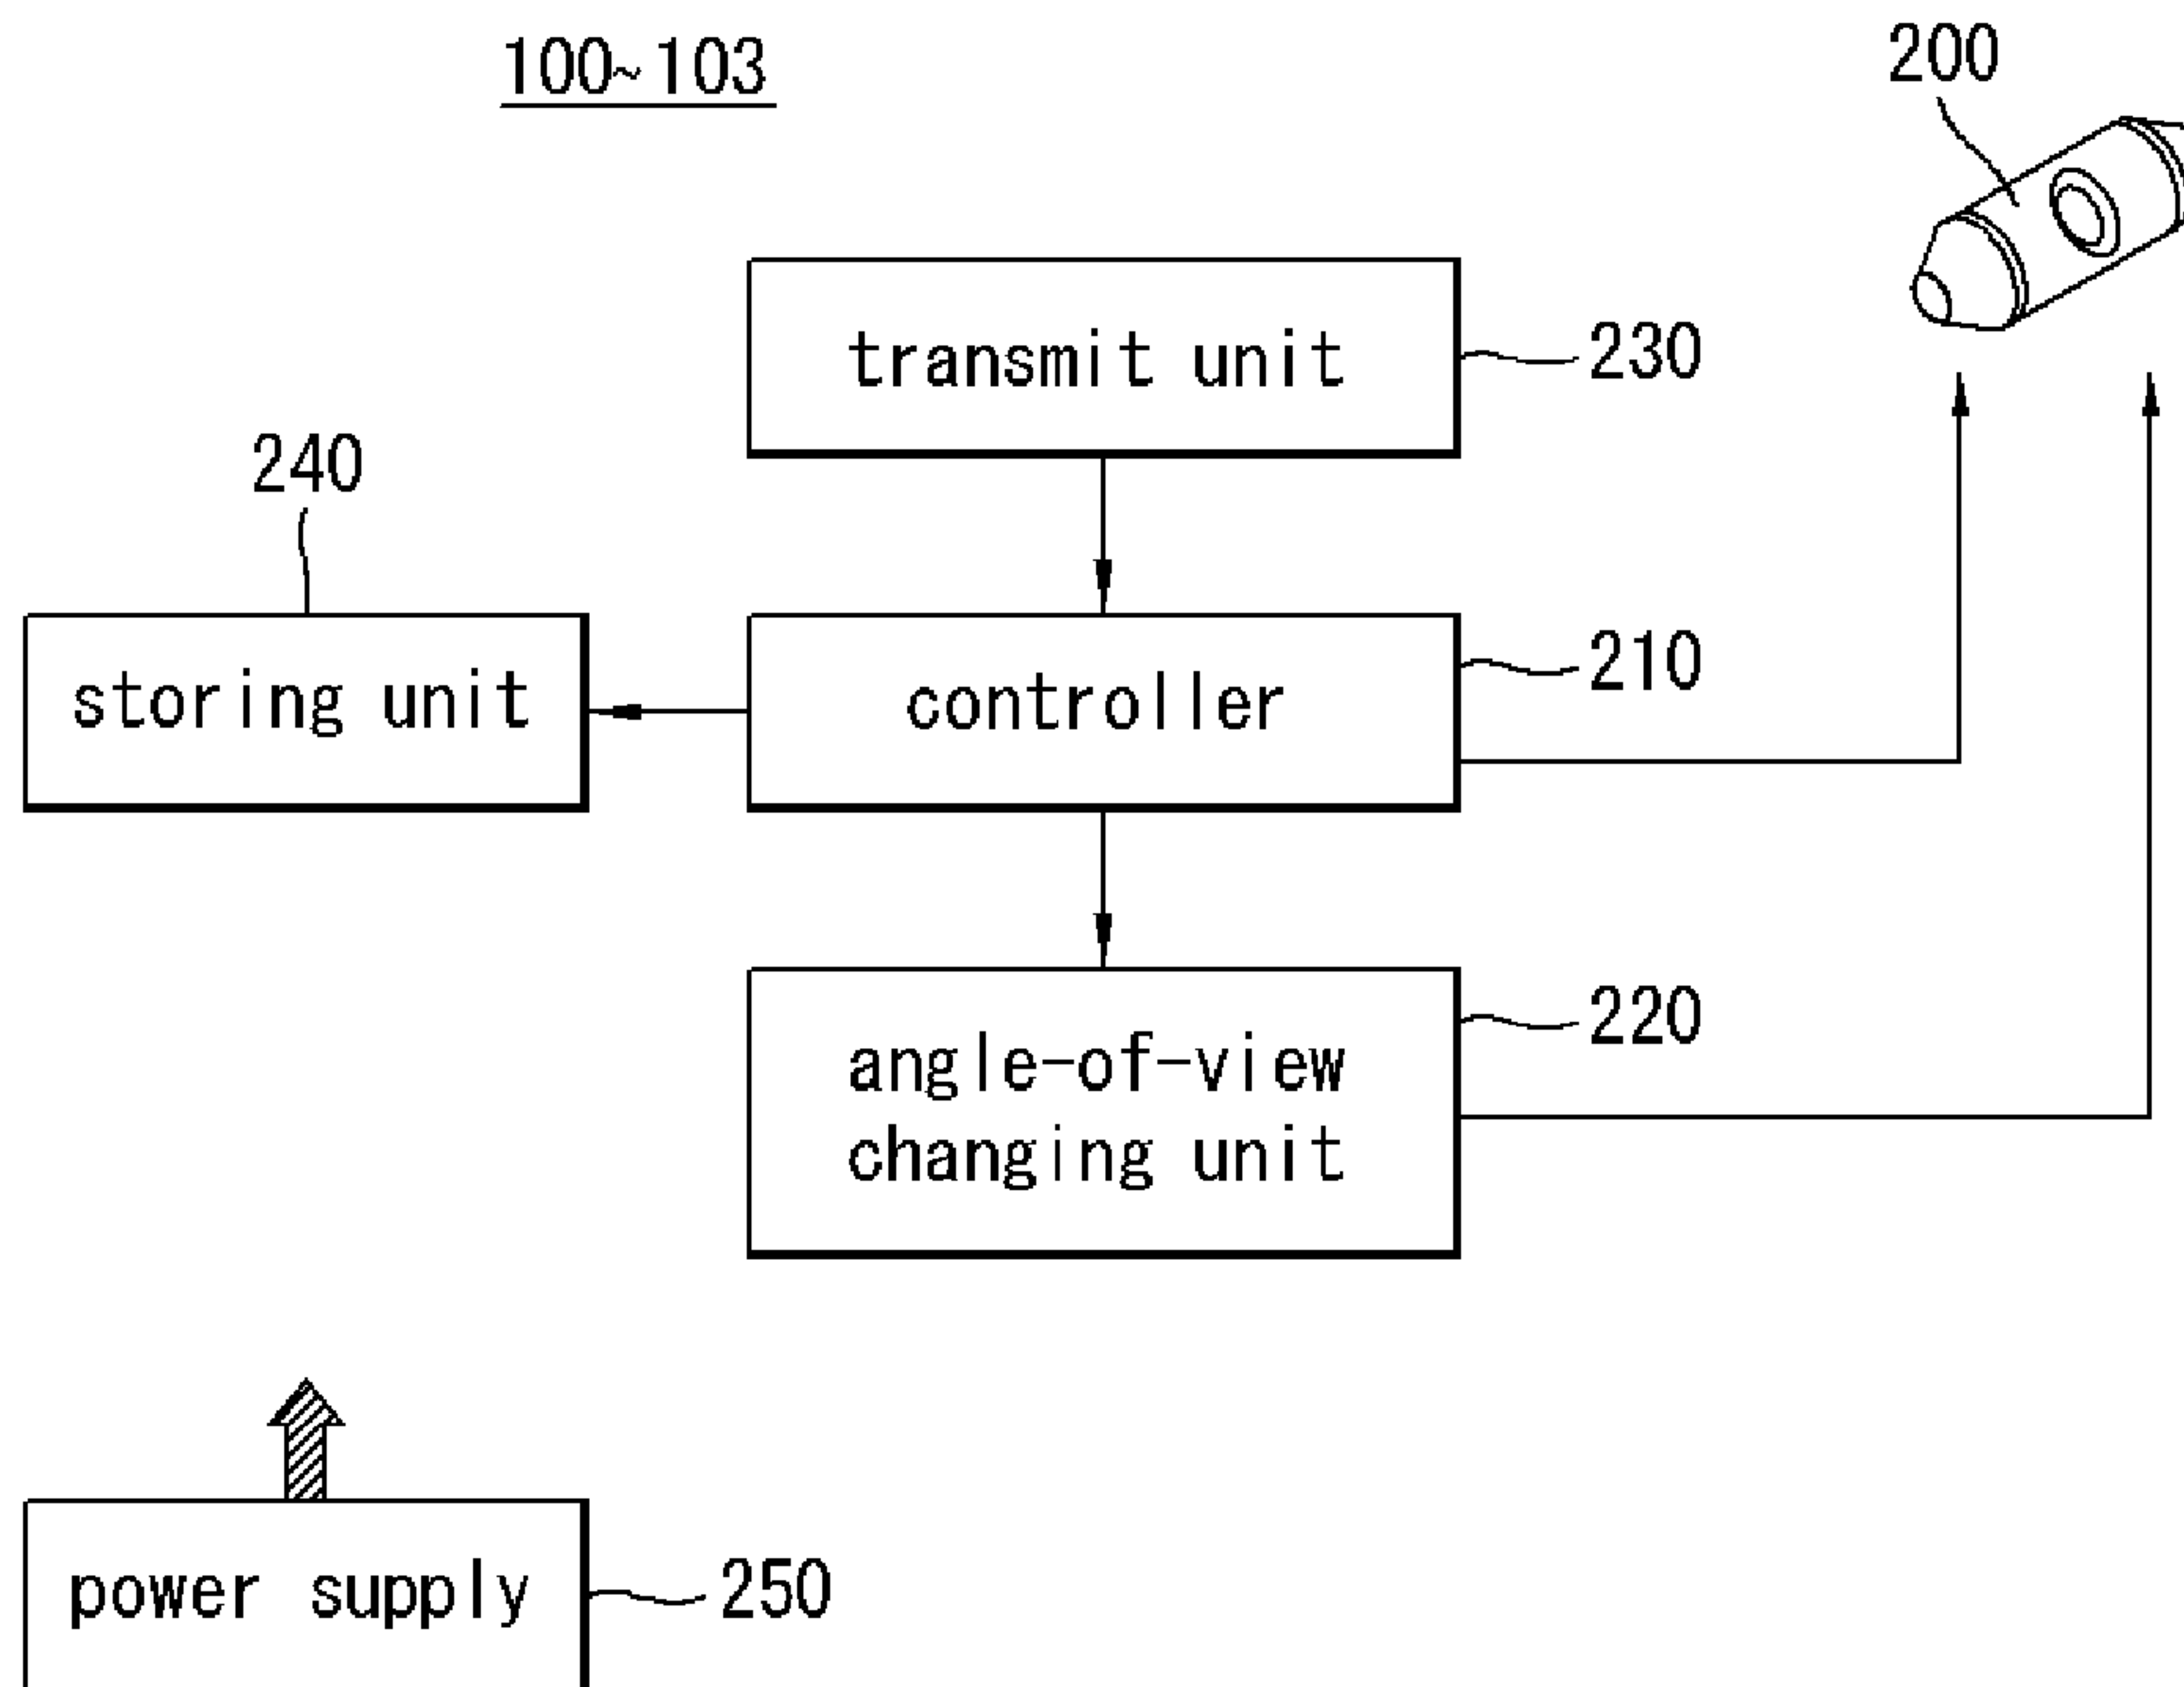 100~103
200
transmit unit
230
240
storing unit
controller
210
angle-of-view
changing unit
220
power supply
250